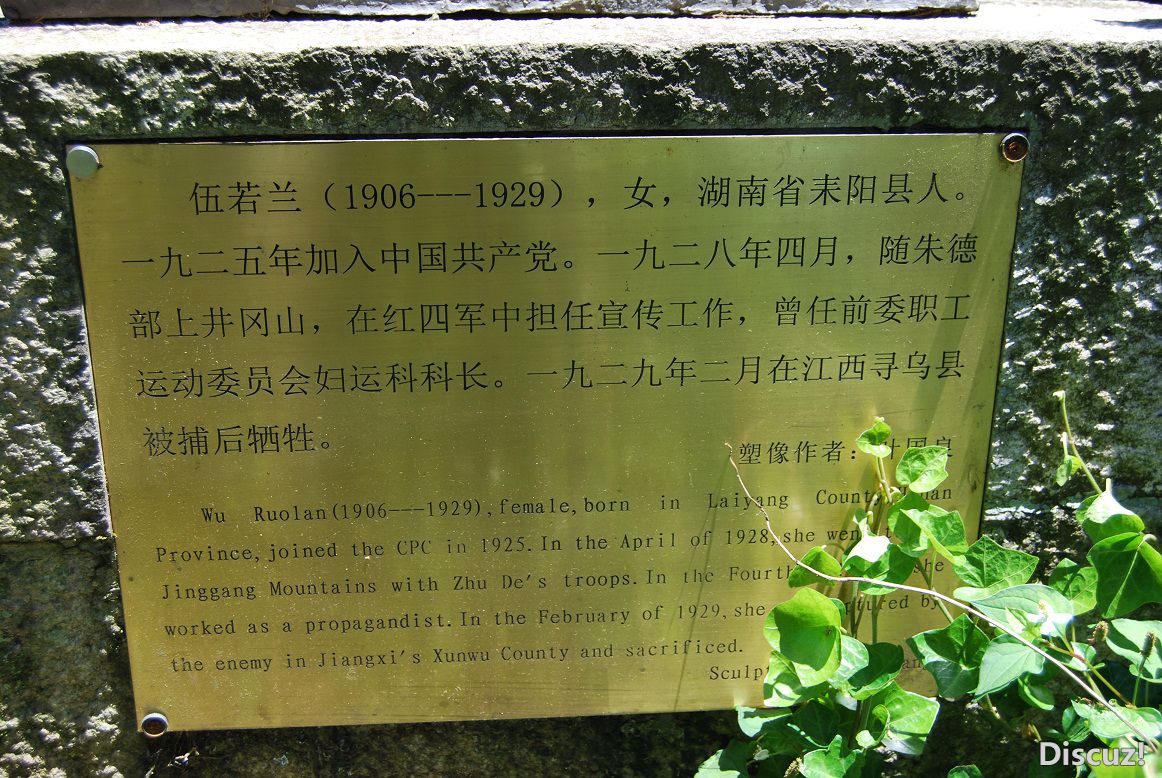 伍若兰（1906---1929），女，湖南省耒阳县人。
一九二五年加入中国共产党。一九二八年四月，随朱德
部上井冈山，在红四军中担任宣传工作，曾任前委职工
运动委员会妇运科科长。一九二九年二月在江西寻乌县
被捕后牺牲。
塑像作者：叶国良
Wu Ruolan(1906---1929),female,born in Laiyang County
Province,joined the CPC in 1925.In the April of 1928,she
Jinggang Mountains with Zhu De's troops.In the Fourth she
worked as a propagandist.In the February of 1929,she by
the enemy in Jiangxi's Xunwu County and sacrificed.
Discuz!